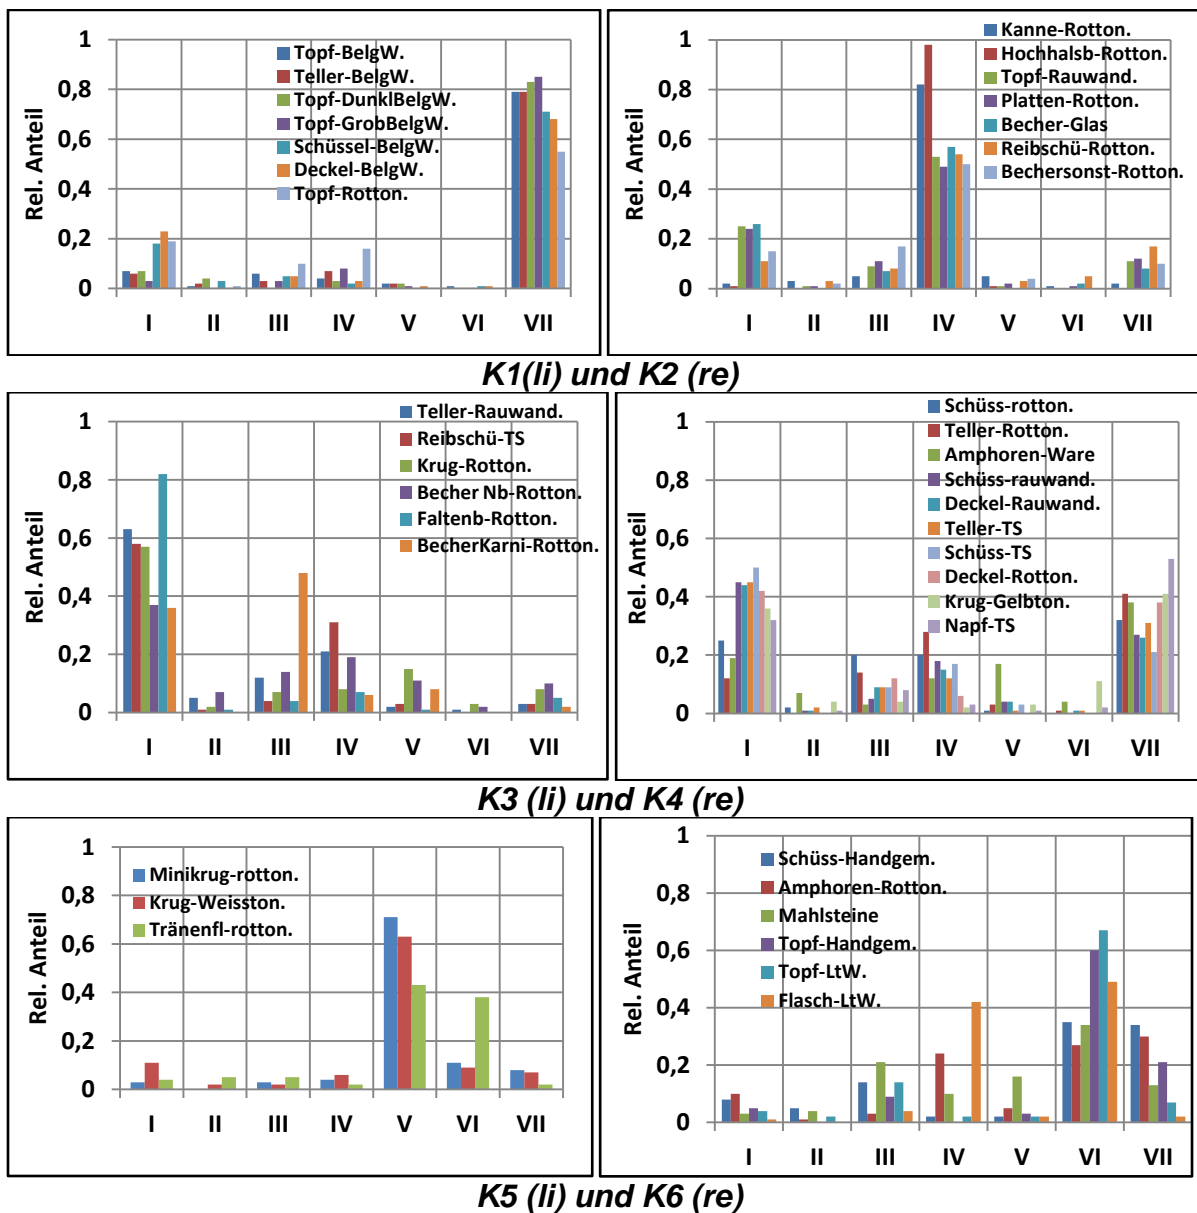 1
0,8
0,6
0,4
0,2
0
Rel. Anteil
Topf-BelgW.
Teller-BelgW.
Topf-DunklBelgW.
Topf-GrobBelgW.
Schüssel-BelgW.
Deckel-BelgW.
Topf-Rotton.
I II III IV V VI VII
1
0,8
0,6
0,4
0,2
0
Rel. Anteil
Kanne-Rotton.
Hochhalsb-Rotton.
Topf-Rauwand.
Platten-Rotton.
Becher-Glas
Reibschü-Rotton.
Bechersonst-Rotton.
I II III IV V VI VII
K1(li) und K2 (re)
1
0,8
0,6
0,4
0,2
0
Rel. Anteil
Teller-Rauwand.
Reibschü-TS
Krug-Rotton.
Becher Nb-Rotton.
Faltenb-Rotton.
BecherKarni-Rotton.
I II III IV V VI VII
1
0,8
0,6
0,4
0,2
0
Rel. Anteil
Schüss-rotton.
Teller-Rotton.
Amphoren-Ware
Schüss-rauwand.
Deckel-Rauwand.
Teller-TS
Schüss-TS
Deckel-Rotton.
Krug-Gelbton.
Napf-TS
I II III IV V VI VII
K3 (li) und K4 (re)
1
0,8
0,6
0,4
0,2
0
Rel. Anteil
Minikrug-rotton.
Krug-Weisston.
Tränenfl-rotton.
I II III IV V VI VII
1
0,8
0,6
0,4
0,2
0
Rel. Anteil
Schüss-Handgem.
Amphoren-Rotton.
Mahlsteine
Topf-Handgem.
Topf-LtW.
Flasch-LtW.
I II III IV V VI VII
K5 (li) und K6 (re)